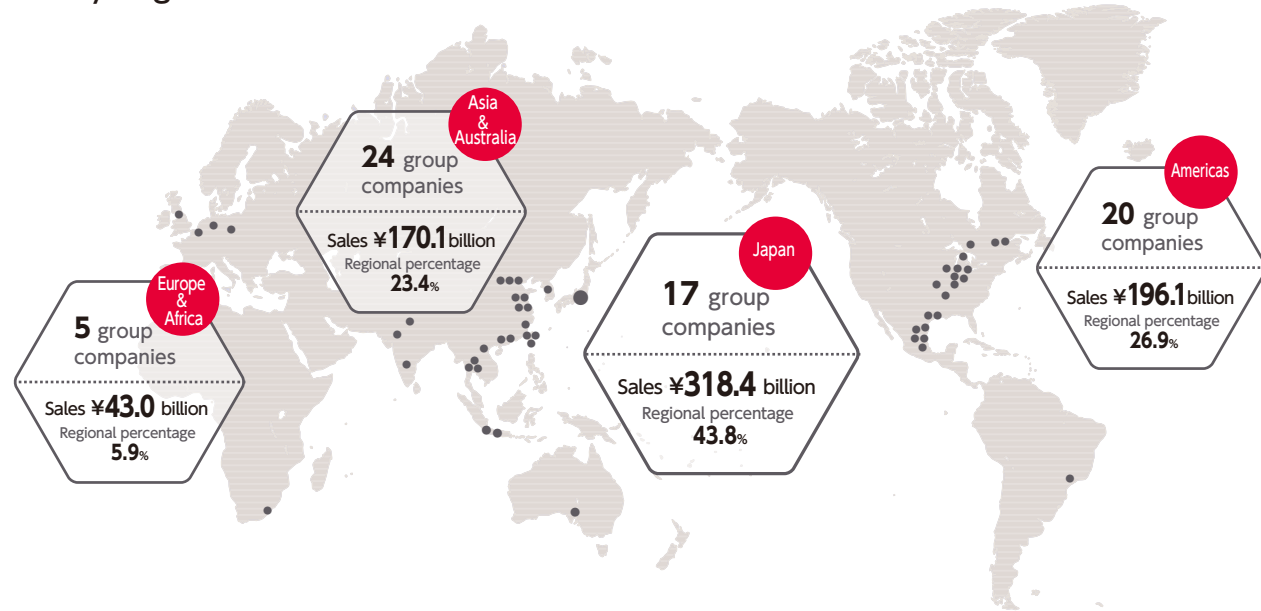 Asia
&
Australia
24 group
companies
Sales ¥170.1 billion
Regional percentage
23.4%
Americas
20 group
companies
Sales ¥196.1 billion
Regional percentage
26.9%
Japan
17 group
companies
Sales ¥318.4 billion
Regional percentage
43.8%
Europe
&
Africa
5 group
companies
Sales ¥43.0 billion
Regional percentage
5.9%